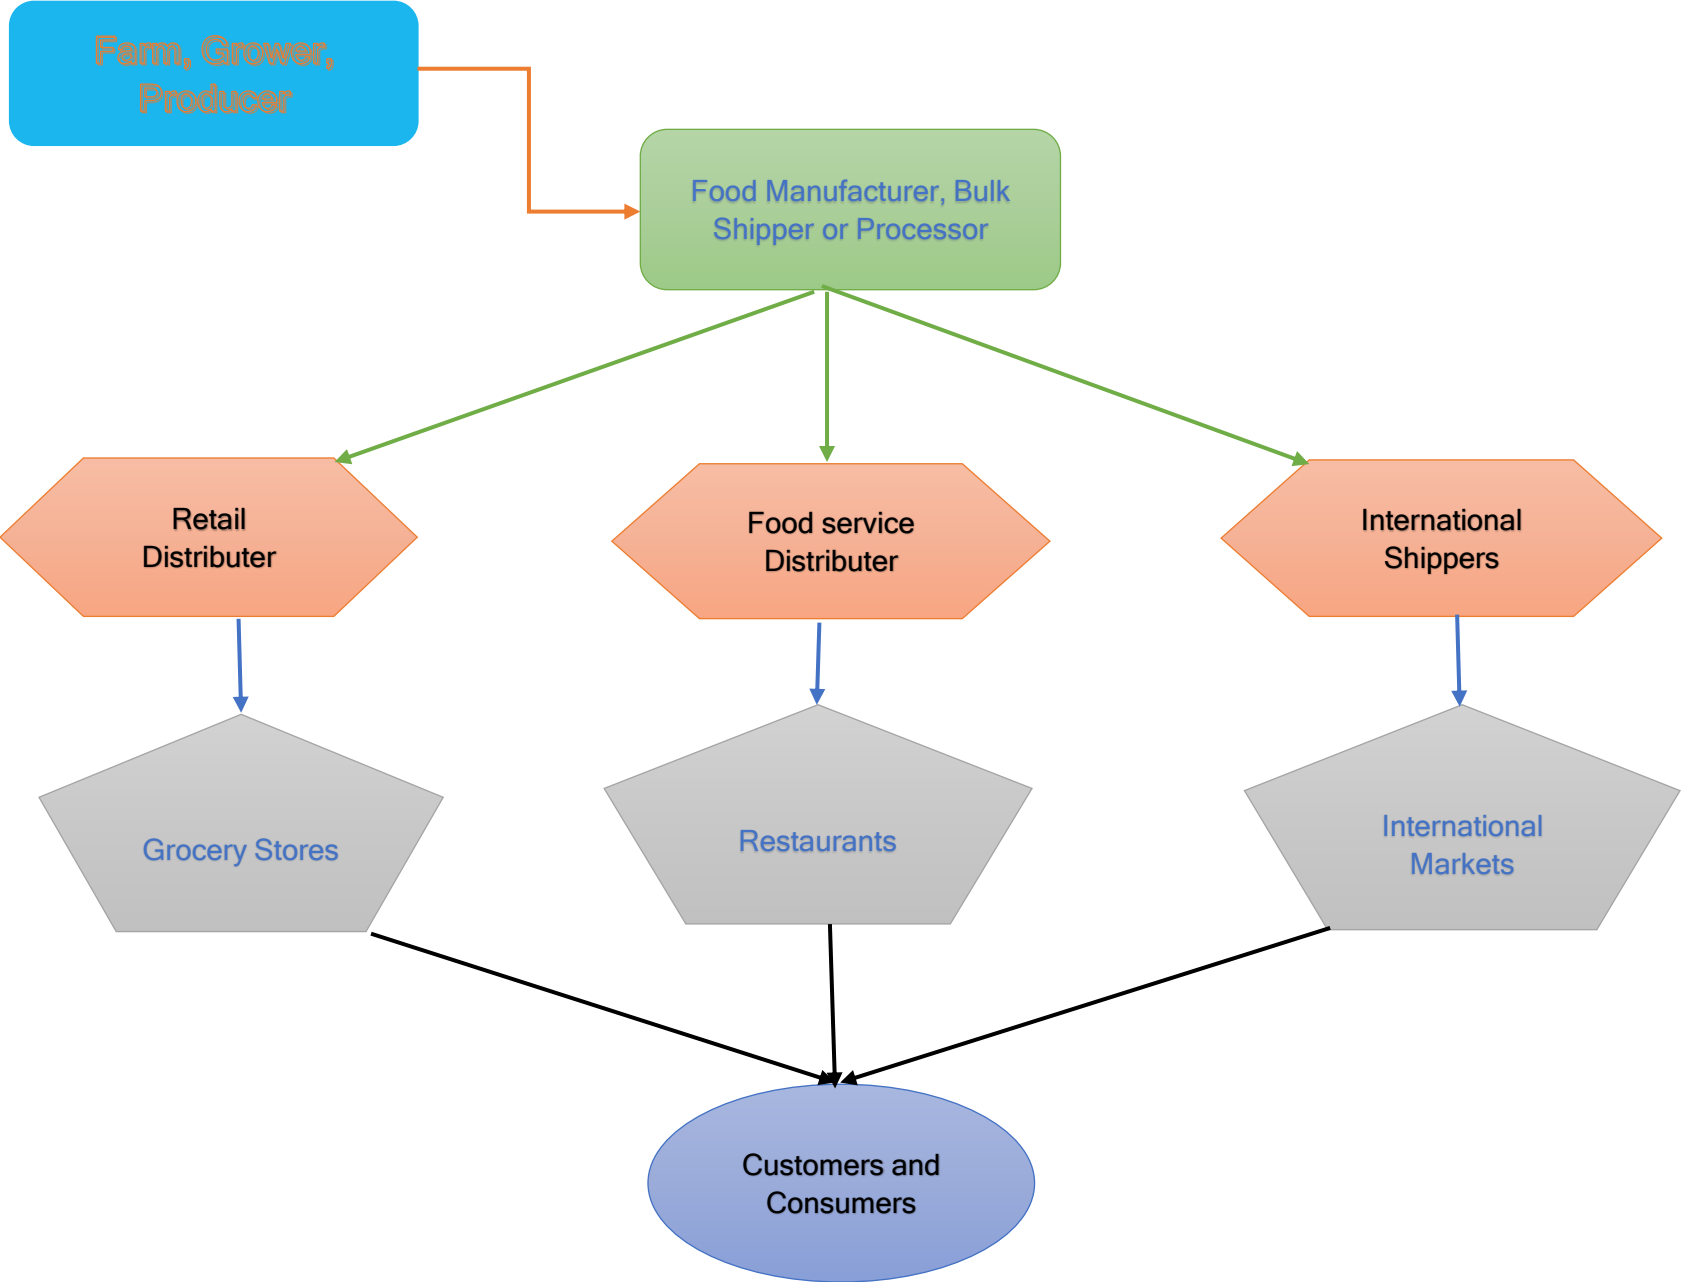 Farm, Grower,
Producer
Food Manufacturer, Bulk
Shipper or Processor
Retail
Distributer
Food service
Distributer
International
Shippers
Grocery Stores
Restaurants
International
Markets
Customers and
Consumers